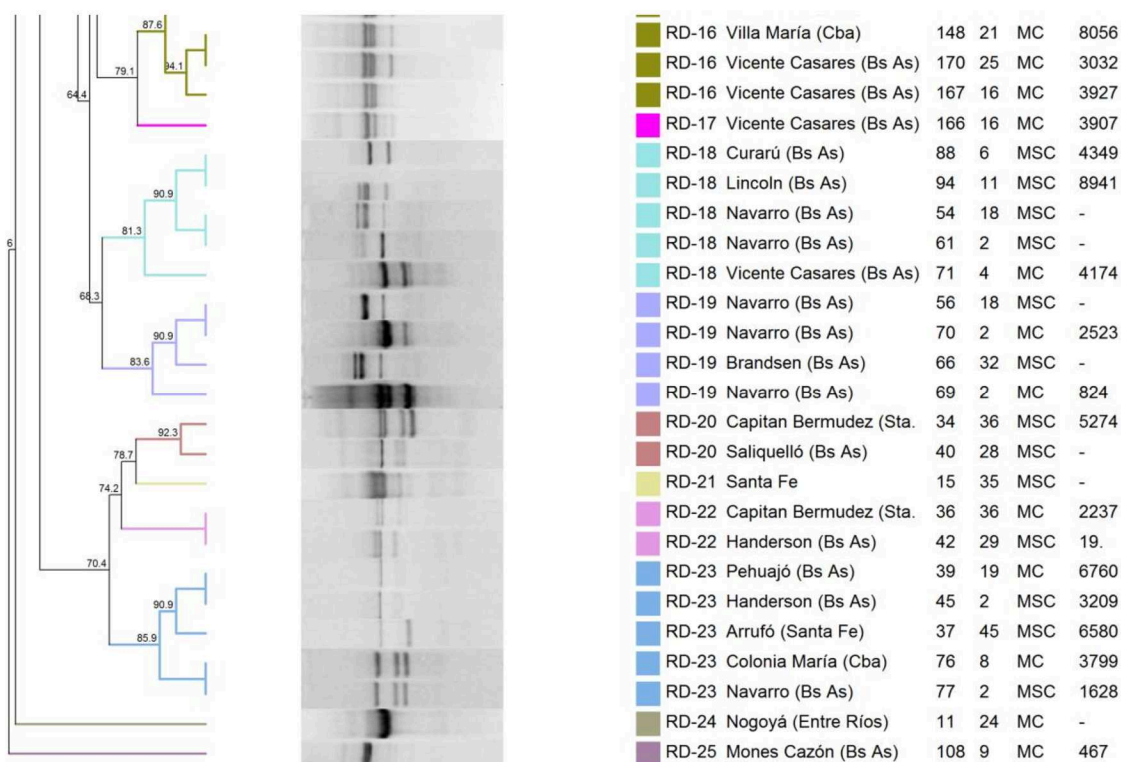 87.6
94.1
79.1
64.4
90.9
81.3
6
68.3
90.9
83.6
92.3
78.7
74.2
70.4
90.9
85.9
RD-16 Villa María (Cba) 148 21 MC 8056
RD-16 Vicente Casares (Bs As) 170 25 MC 3032
RD-16 Vicente Casares (Bs As) 167 16 MC 3927
RD-17 Vicente Casares (Bs As) 166 16 MC 3907
RD-18 Curarú (Bs As) 88 6 MSC 4349
RD-18 Lincoln (Bs As) 94 11 MSC 8941
RD-18 Navarro (Bs As) 54 18 MSC -
RD-18 Navarro (Bs As) 61 2 MSC -
RD-18 Vicente Casares (Bs As) 71 4 MC 4174
RD-19 Navarro (Bs As) 56 18 MSC -
RD-19 Navarro (Bs As) 70 2 MC 2523
RD-19 Brandsen (Bs As) 66 32 MSC -
RD-19 Navarro (Bs As) 69 2 MC 824
RD-20 Capitan Bermudez (Sta. 34 36 MSC 5274
RD-20 Saliquelló (Bs As) 40 28 MSC -
RD-21 Santa Fe 15 35 MSC -
RD-22 Capitan Bermudez (Sta. 36 36 MC 2237
RD-22 Handerson (Bs As) 42 29 MSC 19.
RD-23 Pehuajó (Bs As) 39 19 MC 6760
RD-23 Handerson (Bs As) 45 2 MSC 3209
RD-23 Arrufó (Santa Fe) 37 45 MSC 6580
RD-23 Colonia María (Cba) 76 8 MC 3799
RD-23 Navarro (Bs As) 77 2 MSC 1628
RD-24 Nogoyá (Entre Ríos) 11 24 MC -
RD-25 Mones Cazón (Bs As) 108 9 MC 467